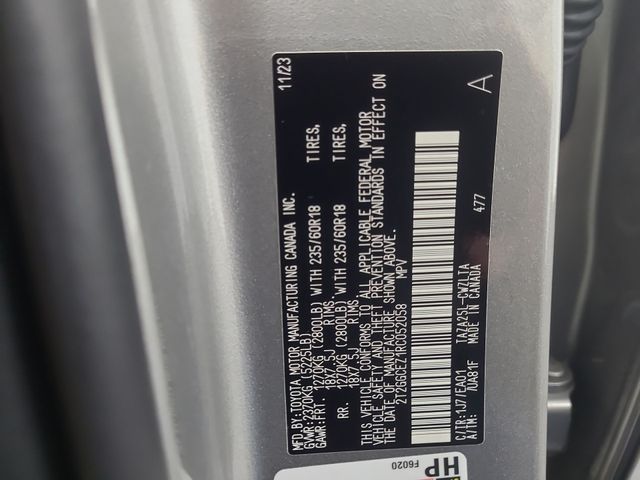 MFD.BY:TOYOTA MOTOR MANUFACTURING CANADA INC. 11/23
GVWR:2370KG (5225LB)
GAWR:FRT. 1270KG (2800LB) WITH 235/60R18 TIRES,
18X7.5J RIMS.
RR. 1270KG (2800LB) WITH 235/60R18 TIRES,
18X7.5J RIMS.
THIS VEHICLE CONFORMS TO ALL APPLICABLE FEDERAL MOTOR
VEHICLE SAFETY AND THEFT PREVENTION STANDARDS IN EFFECT ON
THE DATE OF MANUFACTURE SHOWN ABOVE.
2T2GGCEZ1RC052058 MPV
C/TR:1J7/EA01 TAZA25L-CWZLTA 477
A/TM: /UA81F MADE IN CANADA A
HP
F6020